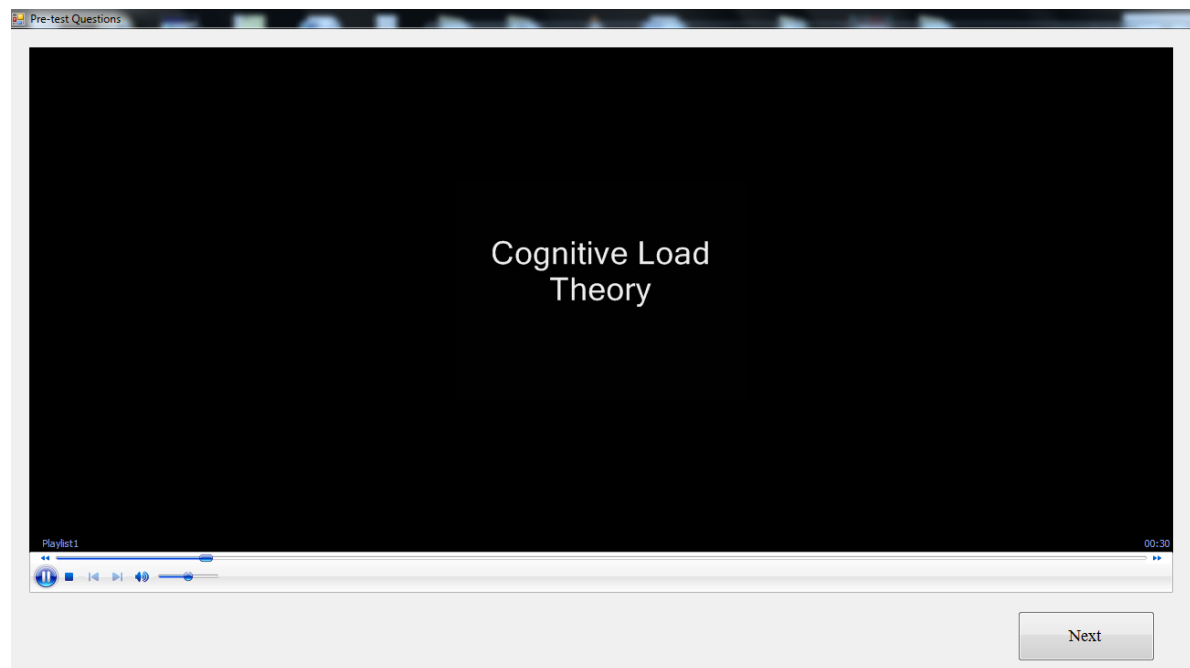 Pre-test Questions
Cognitive Load
Theory
Playlist1
00:30
Next